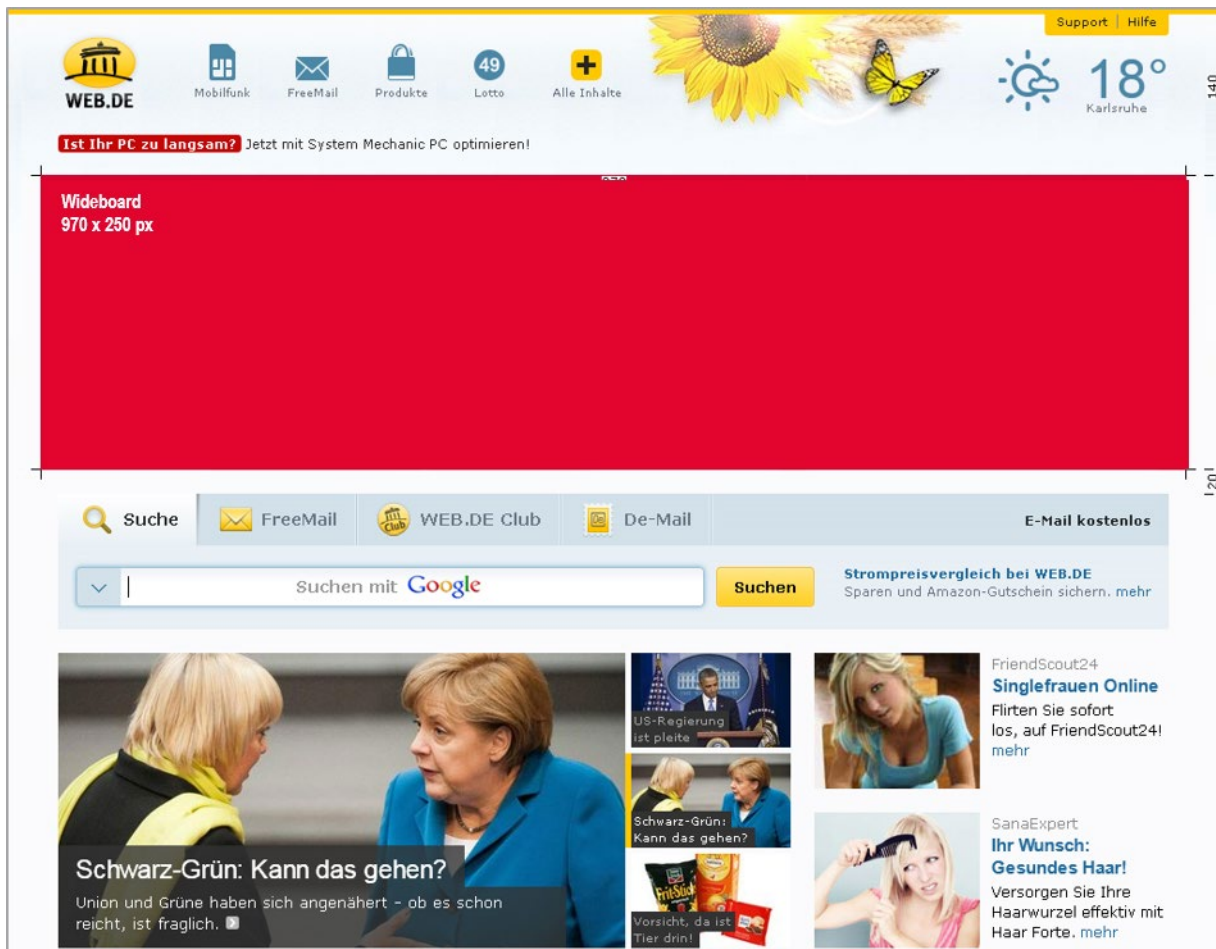 Support | Hilfe
WEB.DE
Mobilfunk
FreeMail
Produkte
49
Lotto
Alle Inhalte
18°
Karlsruhe
140
Ist Ihr PC zu langsam? Jetzt mit System Mechanic PC optimieren!
Wideboard
970 x 250 px
20
Suche
FreeMail
Club
WEB.DE Club
De
De-Mail
E-Mail kostenlos
Suchen mit Google
Suchen
Strompreisvergleich bei WEB.DE
Sparen und Amazon-Gutschein sichern. mehr
Schwarz-Grün: Kann das gehen?
Union und Grüne haben sich angenähert – ob es schon
reicht, ist fraglich.
US-Regierung
ist pleite
Schwarz-Grün:
Kann das gehen?
Frit-Sticks
Vorsicht, da ist
Tier drin!
FriendScout24
Singlefrauen Online
Flirten Sie sofort
los, auf FriendScout24!
mehr
SanaExpert
Ihr Wunsch:
Gesundes Haar!
Versorgen Sie Ihre
Haarwurzel effektiv mit
Haar Forte. mehr